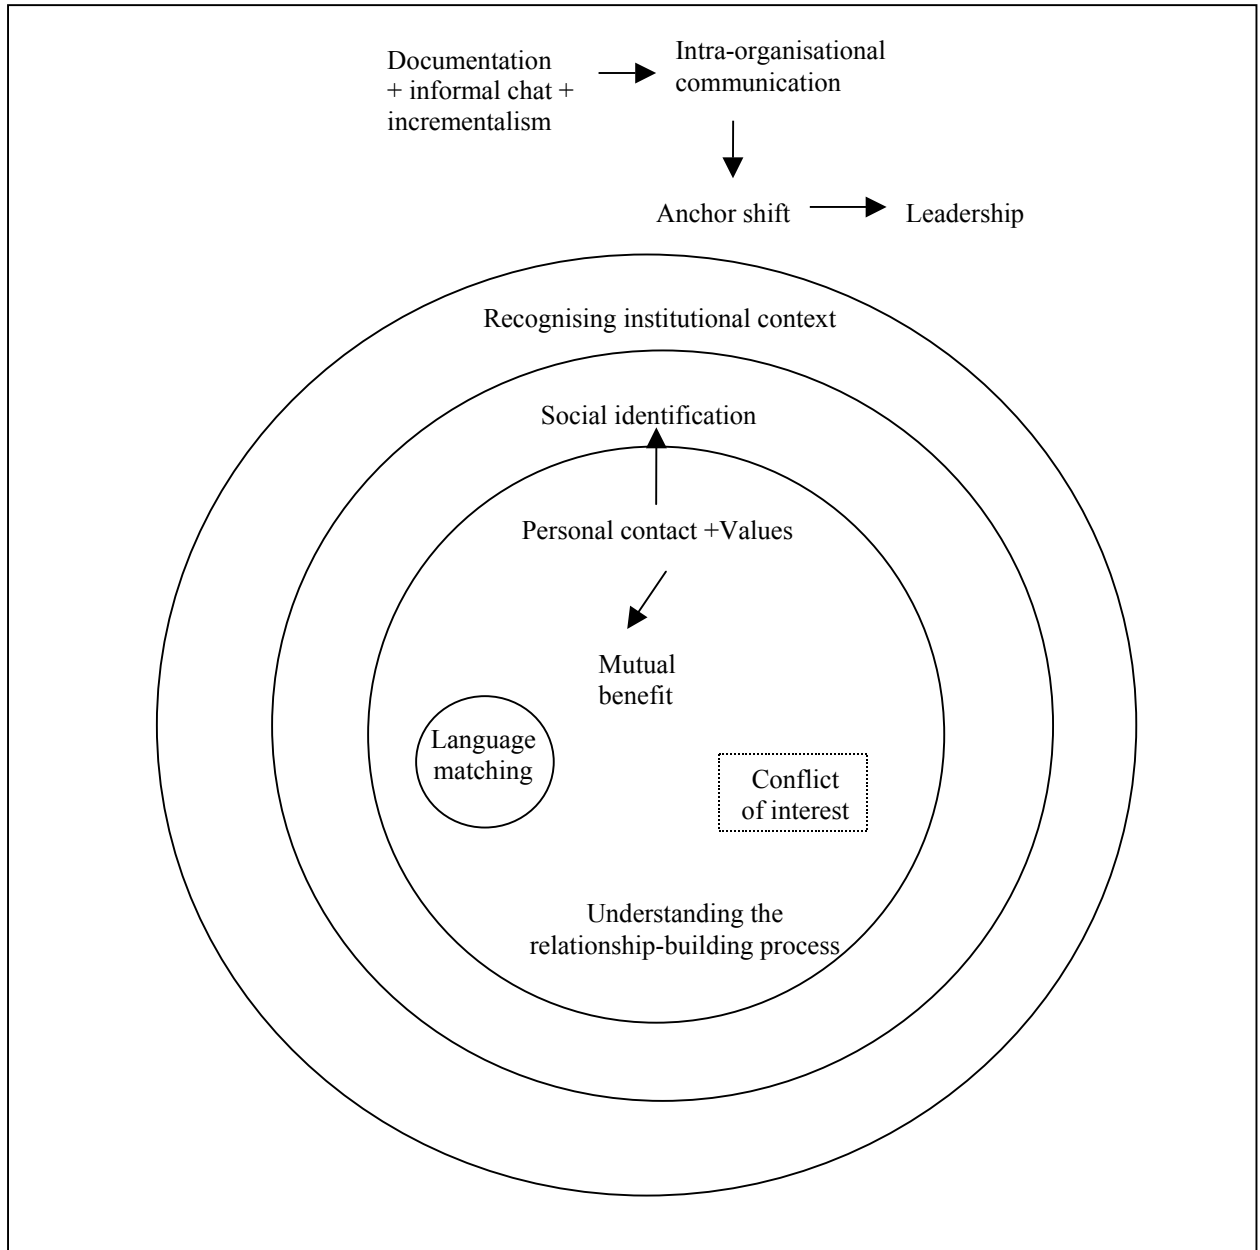 Documentation
+ informal chat +
incrementalism
Intra-organisational
communication
Anchor shift
Leadership
Recognising institutional context
Social identification
Personal contact +Values
Mutual
benefit
Language
matching
Conflict
of interest
Understanding the
relationship-building process